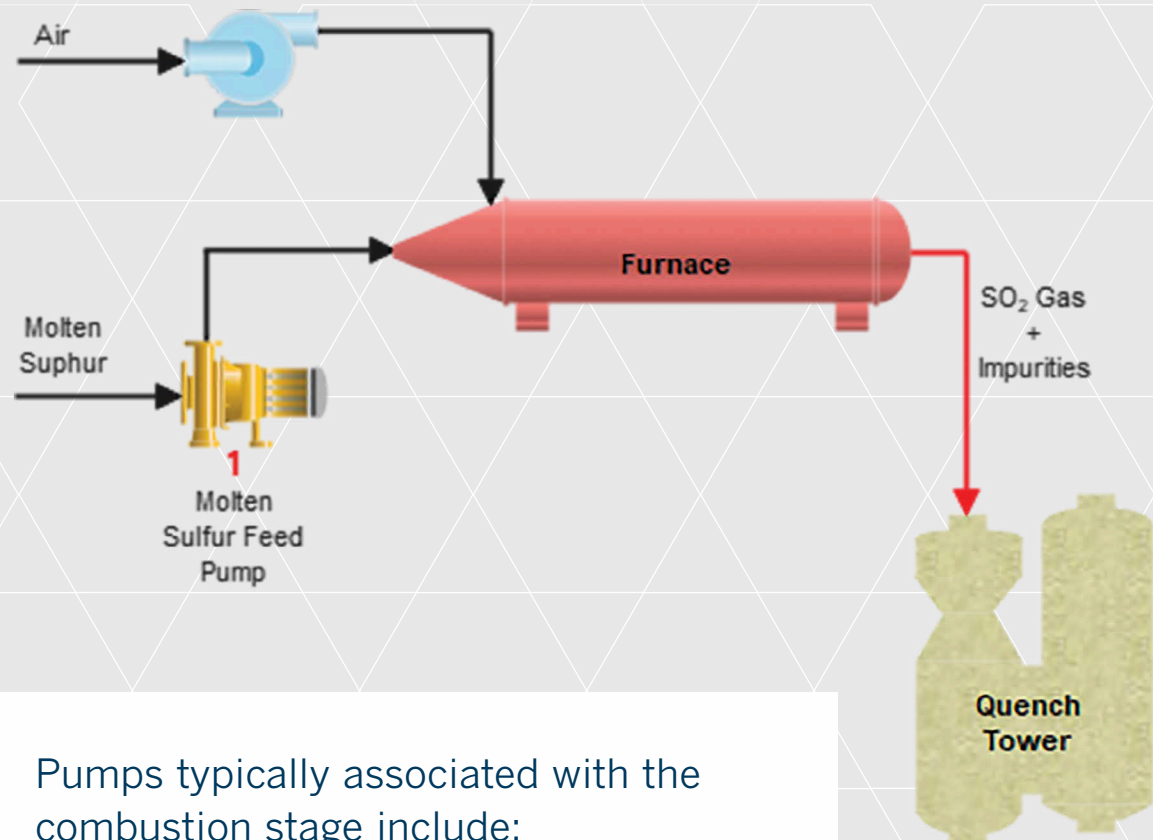 Air
Furnace
SO₂ Gas
+
Impurities
Molten
Suphur
1
Molten
Sulfur Feed
Pump
Quench
Tower
Pumps typically associated with the
combustion stage include: